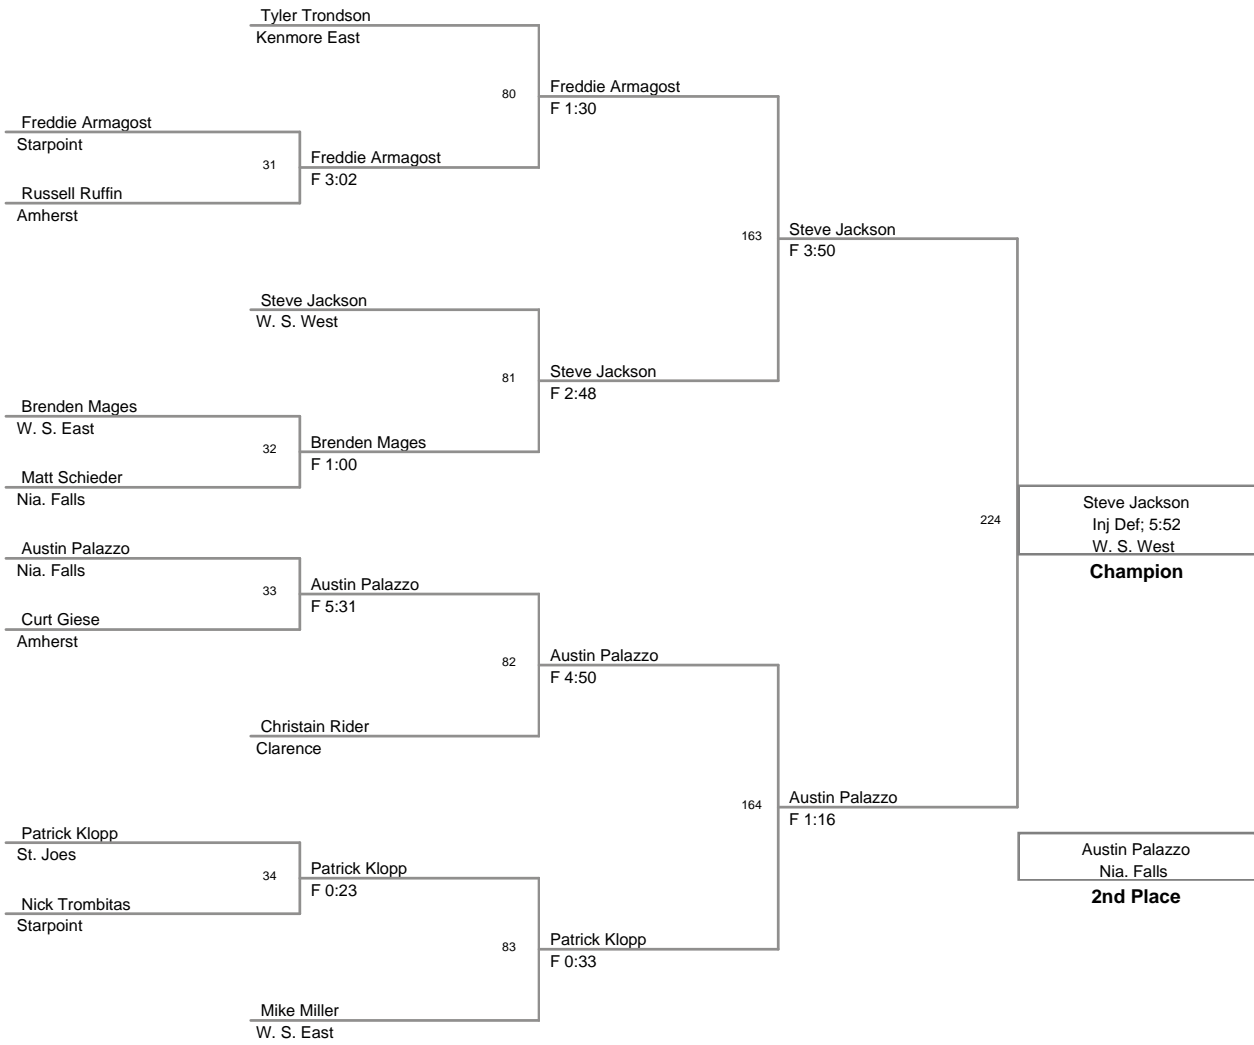 Tyler Trondson
Kenmore East
80
Freddie Armagost
F 1:30
Freddie Armagost
Starpoint
31
Freddie Armagost
F 3:02
Russell Ruffin
Amherst
163
Steve Jackson
F 3:50
Steve Jackson
W. S. West
81
Steve Jackson
F 2:48
Brenden Mages
W. S. East
32
Brenden Mages
F 1:00
Matt Schieder
Nia. Falls
224
Steve Jackson
Inj Def; 5:52
W. S. West
Champion
Austin Palazzo
Nia. Falls
33
Austin Palazzo
F 5:31
Curt Giese
Amherst
82
Austin Palazzo
F 4:50
Christain Rider
Clarence
164
Austin Palazzo
F 1:16
Patrick Klopp
St. Joes
34
Patrick Klopp
F 0:23
Nick Trombitas
Starpoint
Austin Palazzo
Nia. Falls
2nd Place
83
Patrick Klopp
F 0:33
Mike Miller
W. S. East